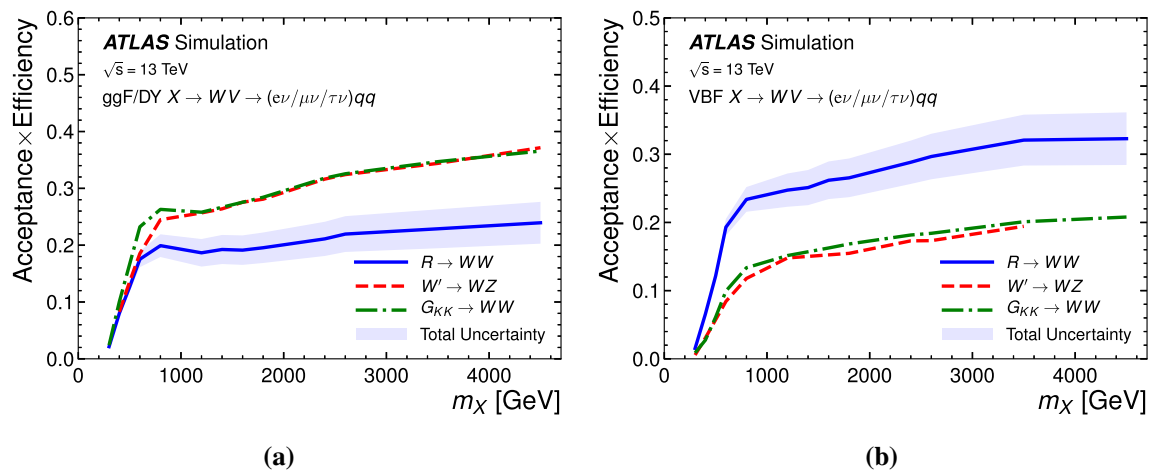 ATLAS Simulation
√s = 13 TeV
ggF/DY X → WV → (eν/μν/τν)qq
Acceptance×Efficiency
0.6
0.5
0.4
0.3
0.2
0.1
0.0
R → WW
W′ → WZ
G_KK → WW
Total Uncertainty
0 1000 2000 3000 4000
m_X [GeV]
(a)
ATLAS Simulation
√s = 13 TeV
VBF X → WV → (eν/μν/τν)qq
Acceptance×Efficiency
0.5
0.4
0.3
0.2
0.1
0.0
R → WW
W′ → WZ
G_KK → WW
Total Uncertainty
0 1000 2000 3000 4000
m_X [GeV]
(b)